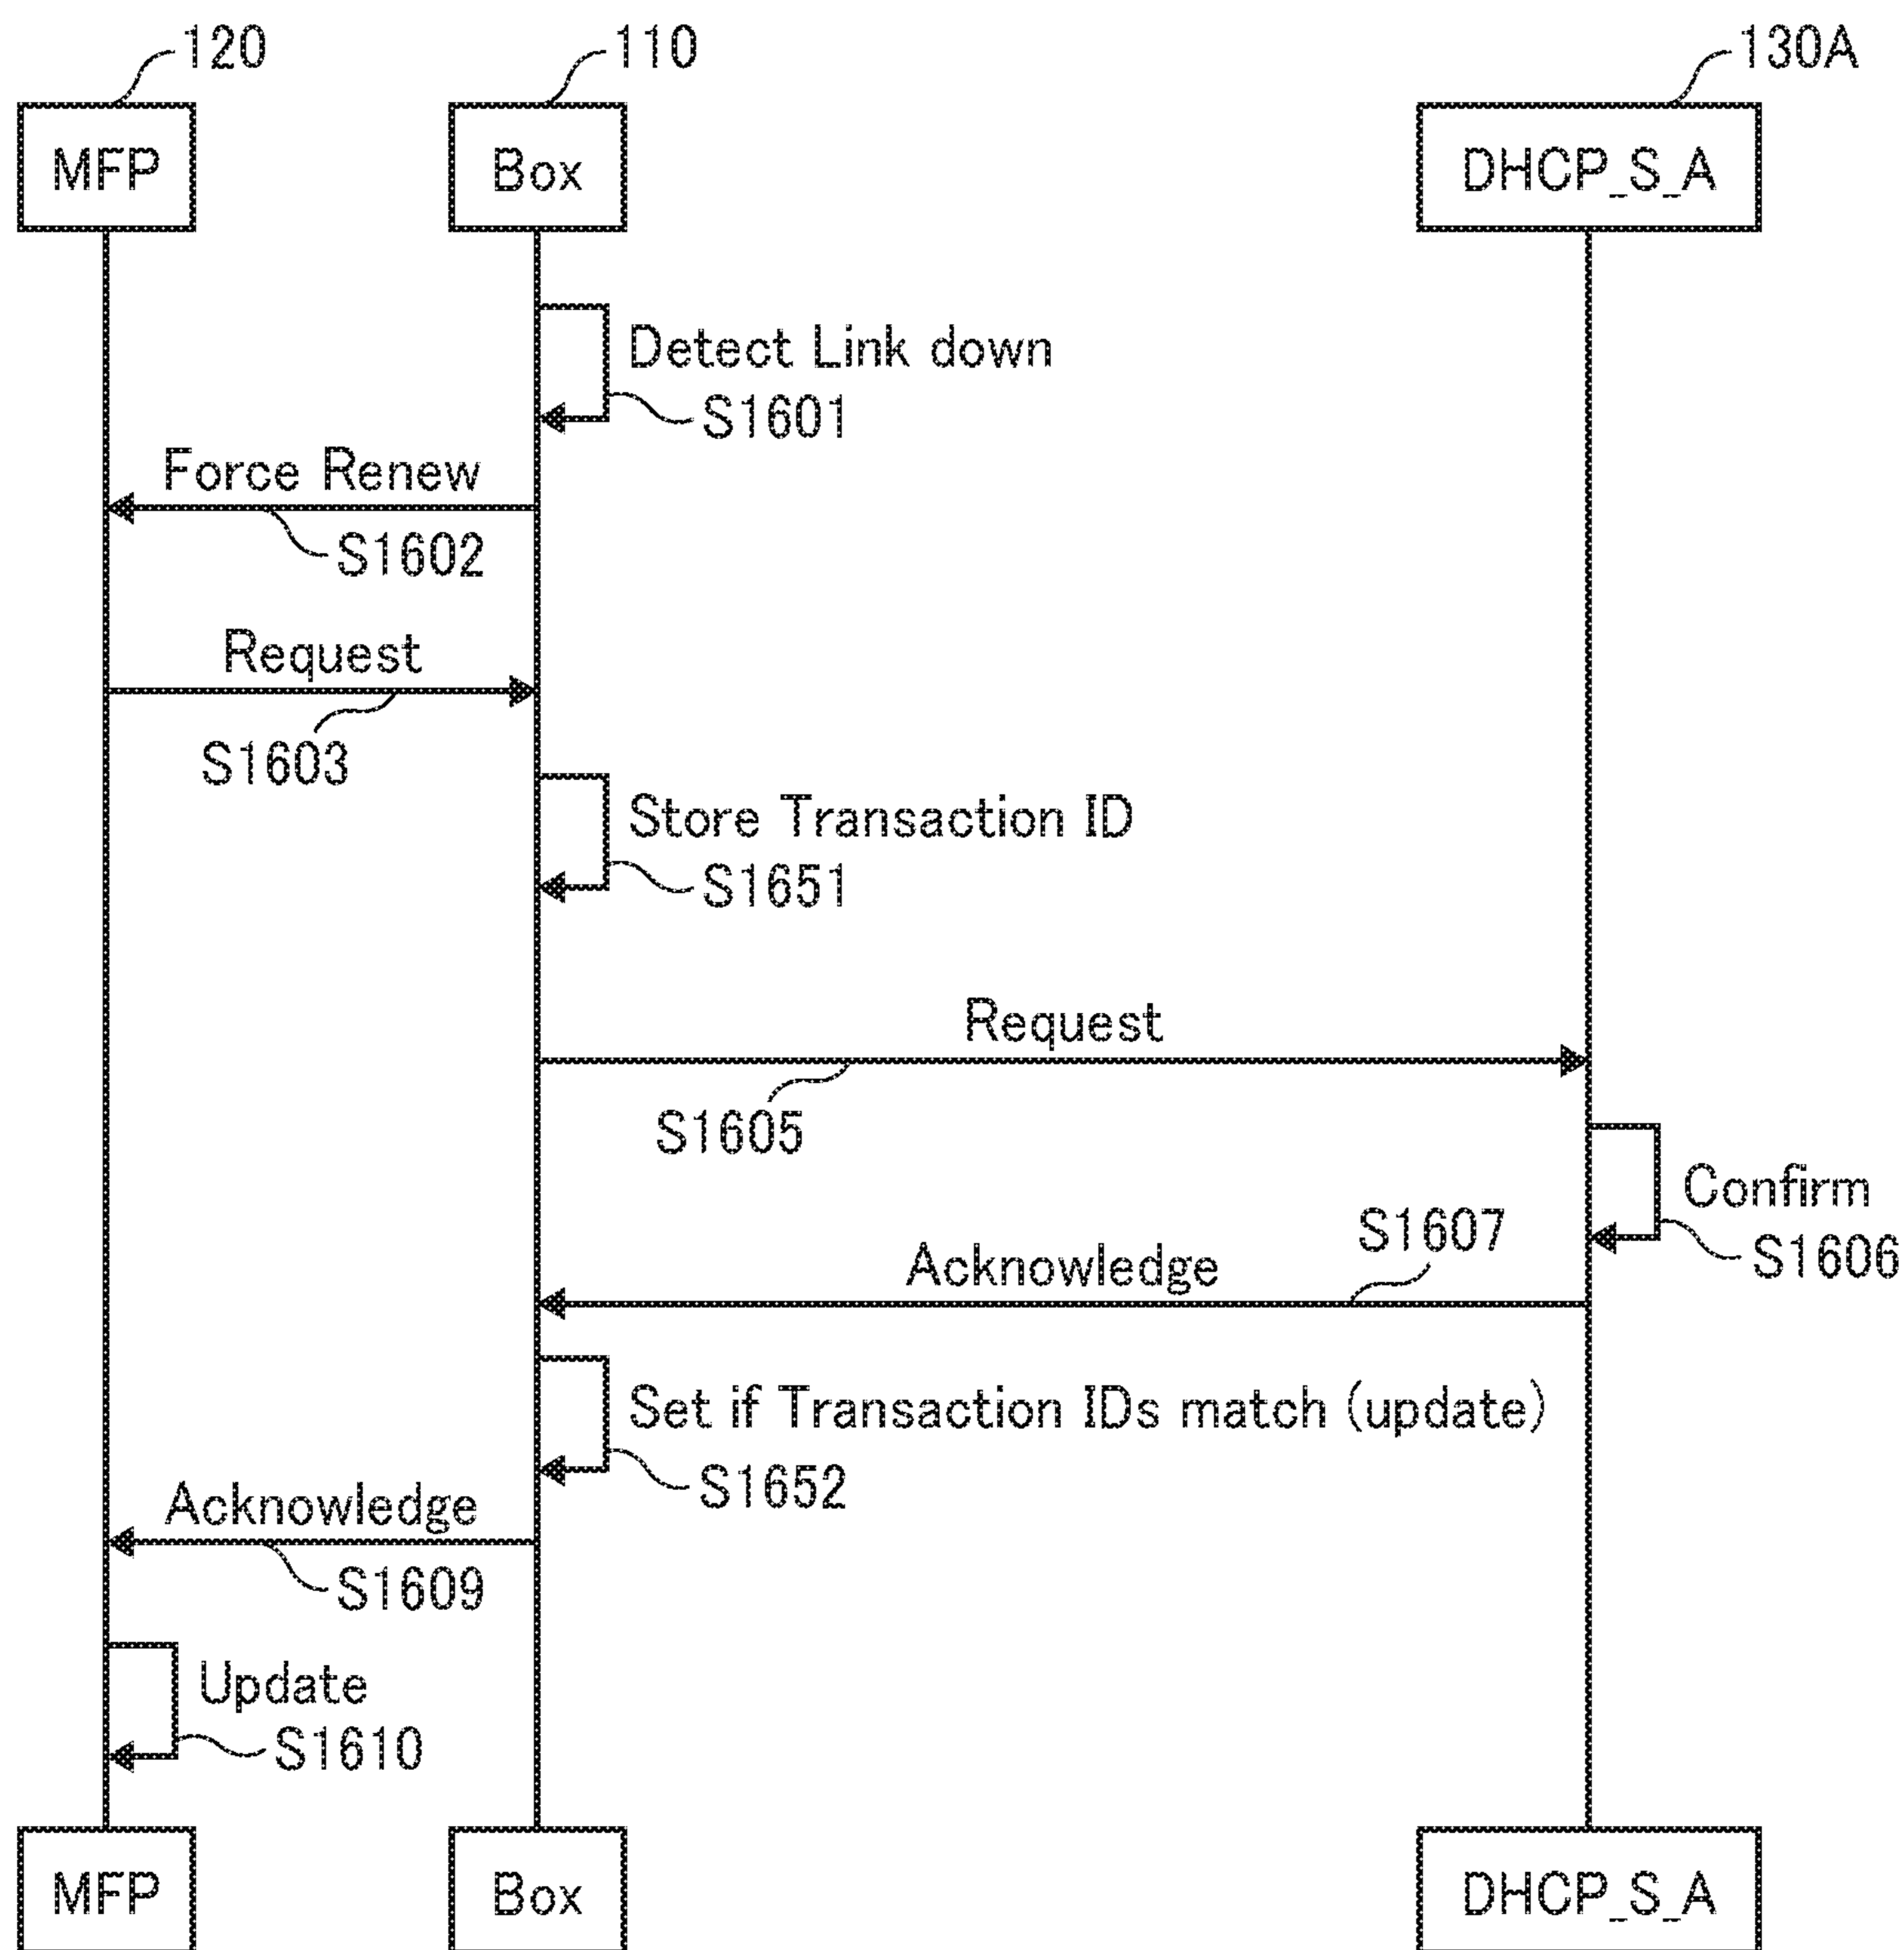 120
110
130A
MFP
Box
DHCP_S_A
Detect Link down
S1601
Force Renew
S1602
Request
S1603
Store Transaction ID
S1651
Request
S1605
Confirm
S1606
S1607
Acknowledge
Set if Transaction IDs match (update)
S1652
Acknowledge
S1609
Update
S1610
MFP
Box
DHCP_S_A